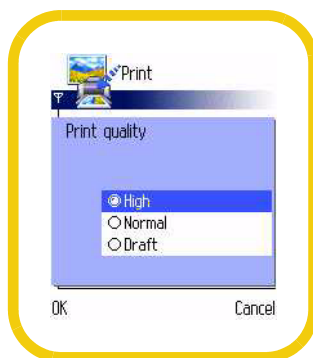 Print
Print quality
High
Normal
Draft
OK Cancel